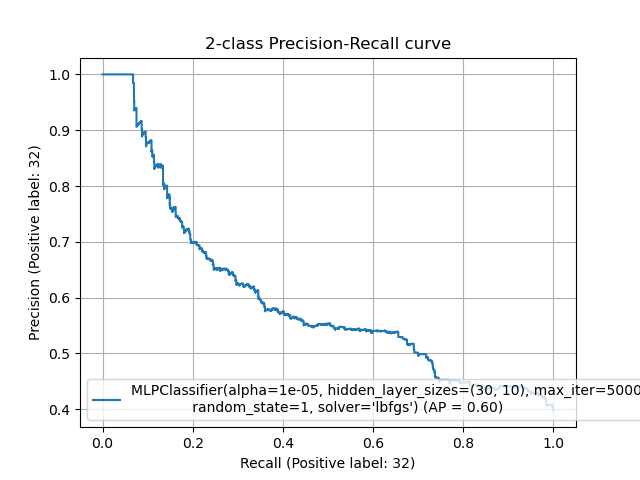 2-class Precision-Recall curve
1.0
0.9
0.8
0.7
0.6
0.5
0.4
Precision (Positive label: 32)
MLPClassifier(alpha=1e-05, hidden_layer_sizes=(30, 10), max_iter=5000
random_state=1, solver='lbfgs') (AP = 0.60)
0.0 0.2 0.4 0.6 0.8 1.0
Recall (Positive label: 32)